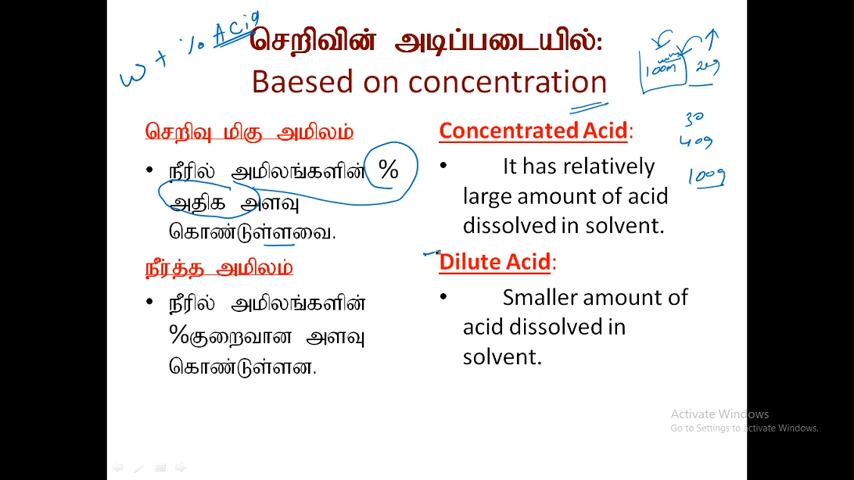 W + % Acid
செறிவின் அடிப்படையில்:
Baesed on concentration
100m 20g
30
40g
100g
செறிவு மிகு அமிலம்
• நீரில் அமிலங்களின் %
அதிக அளவு
கொண்டுள்ளவை.
நீர்த்த அமிலம்
• நீரில் அமிலங்களின்
%குறைவான அளவு
கொண்டுள்ளன.
Concentrated Acid:
• It has relatively
large amount of acid
dissolved in solvent.
Dilute Acid:
• Smaller amount of
acid dissolved in
solvent.
Activate Windows
Go to Settings to activate Windows.